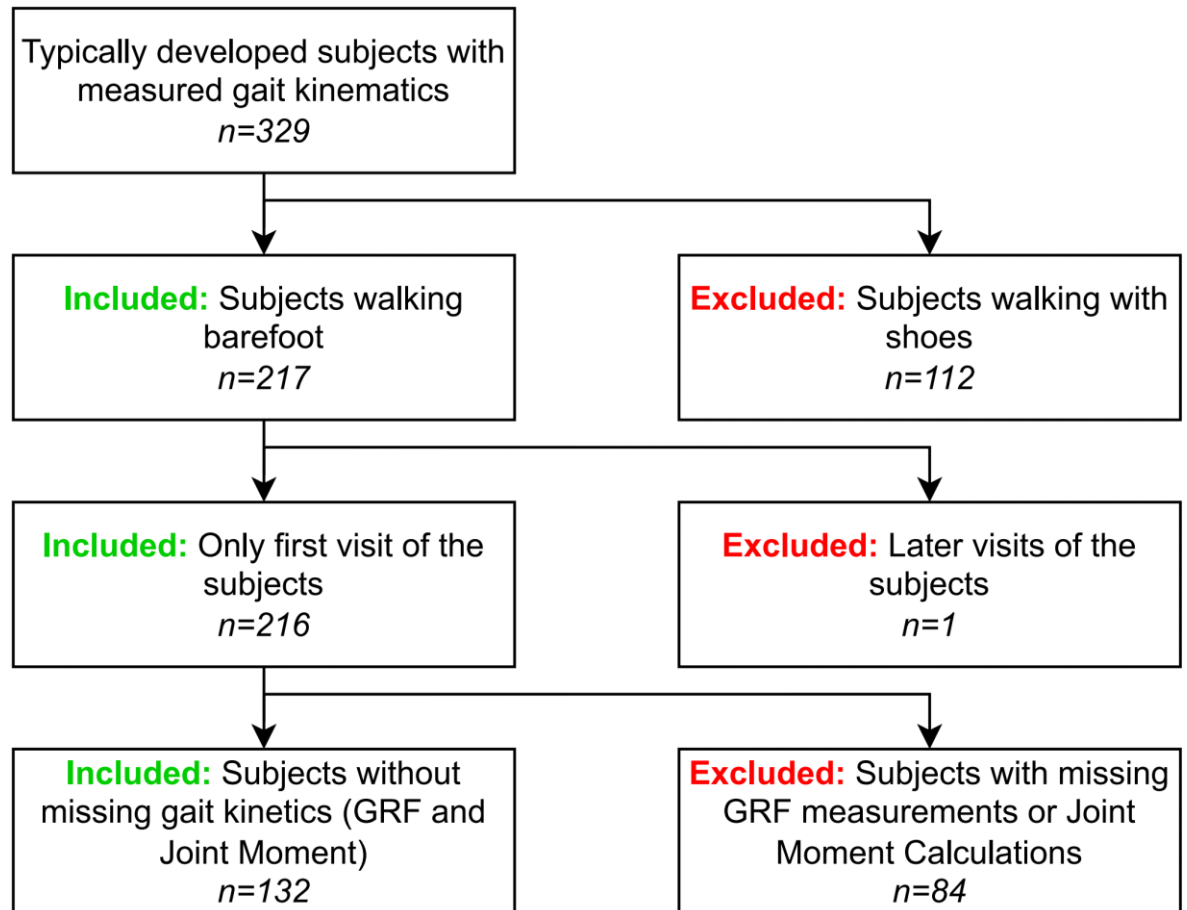 Typically developed subjects with
measured gait kinematics
n=329
Included: Subjects walking
barefoot
n=217
Excluded: Subjects walking with
shoes
n=112
Included: Only first visit of the
subjects
n=216
Excluded: Later visits of the
subjects
n=1
Included: Subjects without
missing gait kinetics (GRF and
Joint Moment)
n=132
Excluded: Subjects with missing
GRF measurements or Joint
Moment Calculations
n=84